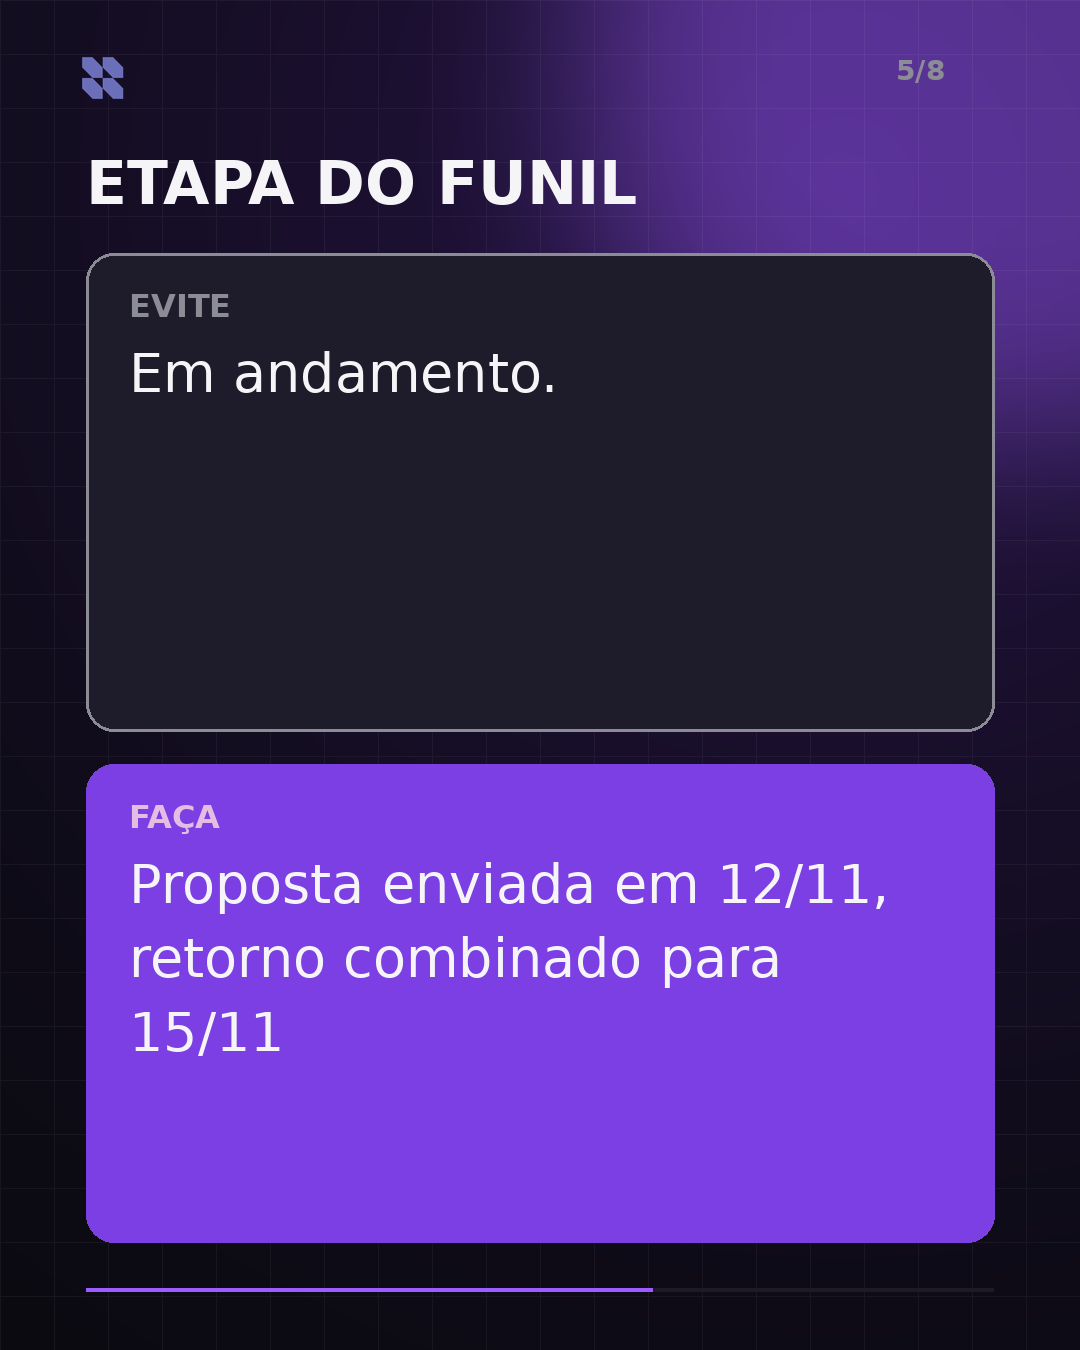 5/8
ETAPA DO FUNIL
EVITE
Em andamento.
FAÇA
Proposta enviada em 12/11,
retorno combinado para
15/11